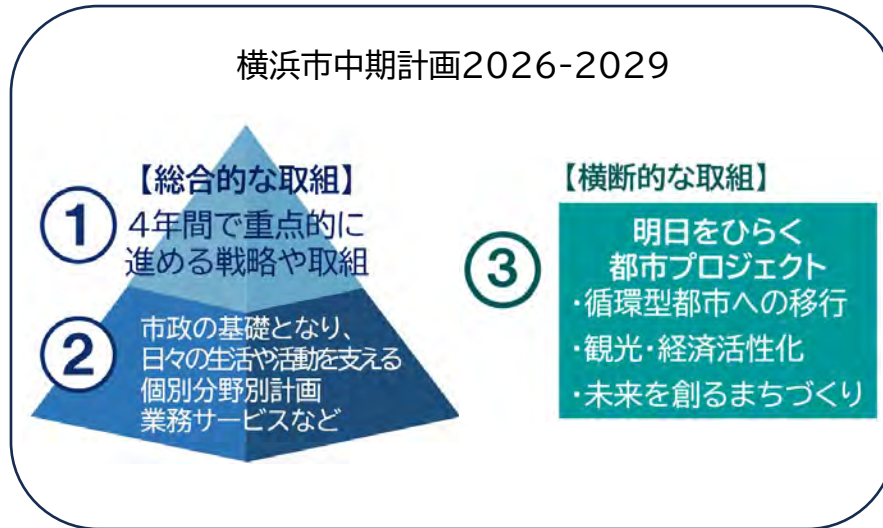 横浜市中期計画2026-2029
①
【総合的な取組】
4年間で重点的に
進める戦略や取組
②
市政の基礎となり、
日々の生活や活動を支える
個別分野別計画
業務サービスなど
【横断的な取組】
③
明日をひらく
都市プロジェクト
・循環型都市への移行
・観光・経済活性化
・未来を創るまちづくり